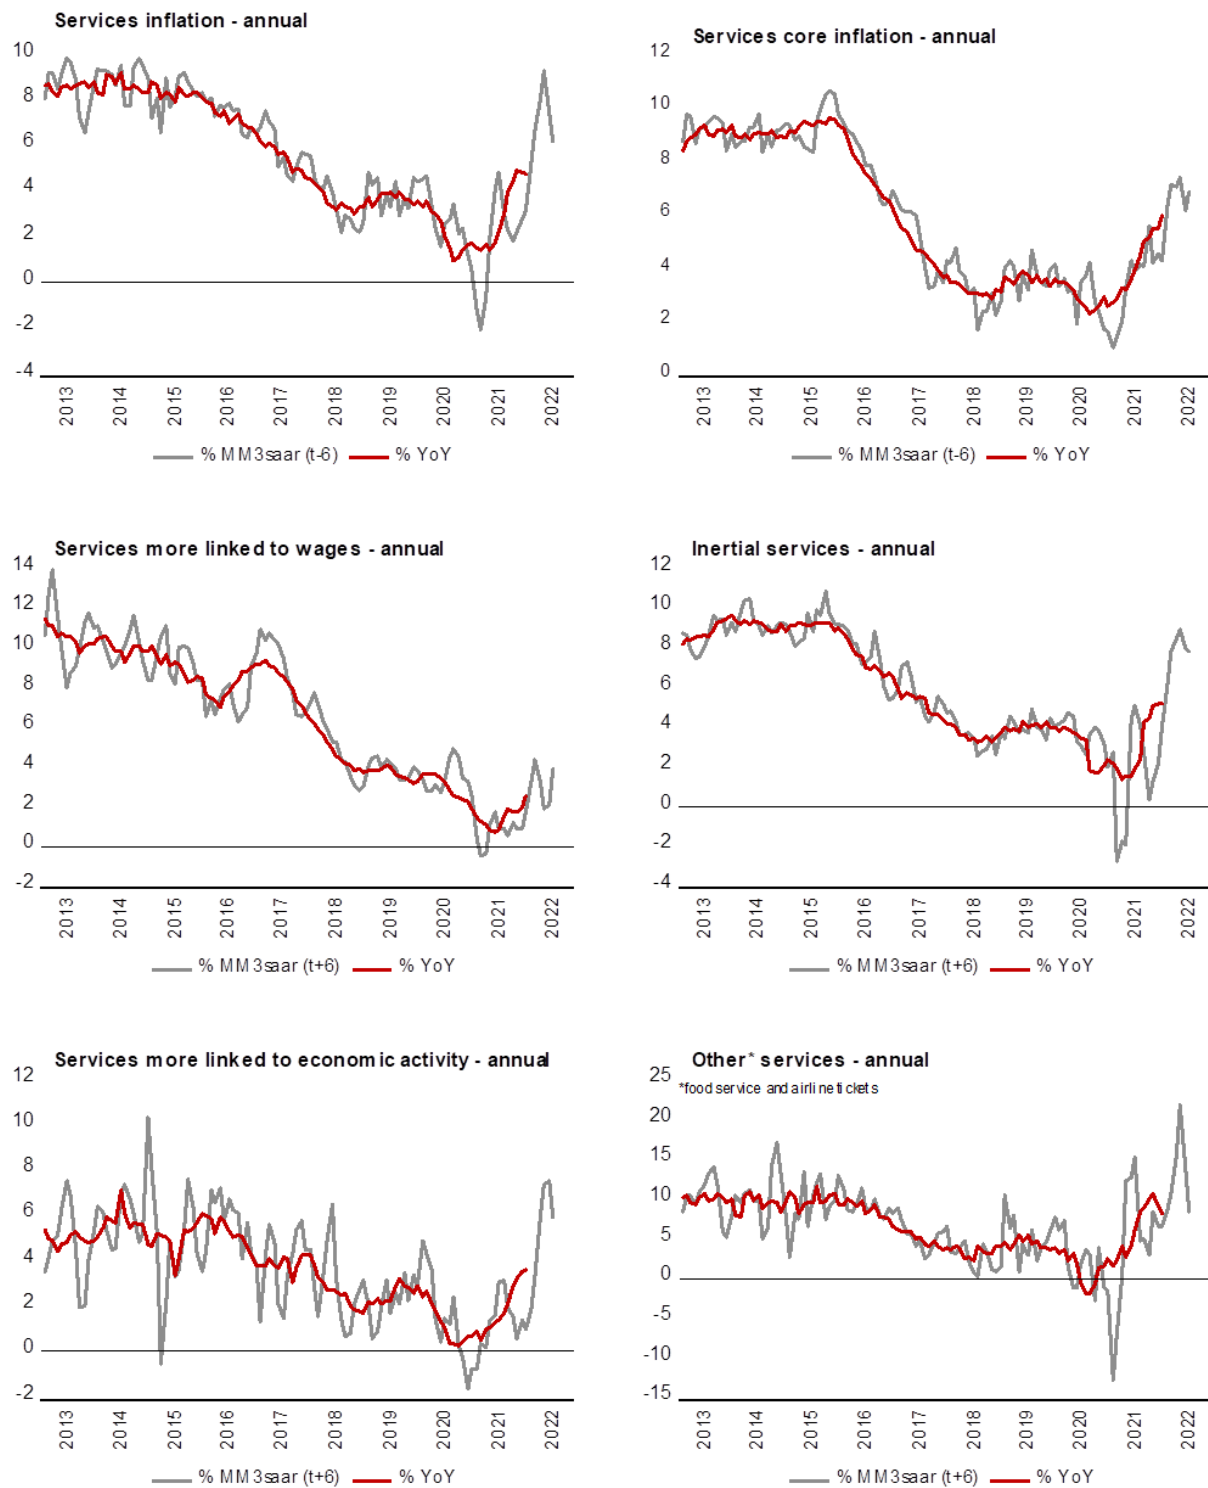 Services inflation - annual
10
8
6
4
2
0
-2
-4
2013 2014 2015 2016 2017 2018 2019 2020 2021 2022
% MM3saar (t-6) % YoY
Services core inflation - annual
12
10
8
6
4
2
0
2013 2014 2015 2016 2017 2018 2019 2020 2021 2022
% MM3saar (t-6) % YoY
Services more linked to wages - annual
14
12
10
8
6
4
2
0
-2
2013 2014 2015 2016 2017 2018 2019 2020 2021 2022
% MM3saar (t+6) % YoY
Inertial services - annual
12
10
8
6
4
2
0
-2
-4
2013 2014 2015 2016 2017 2018 2019 2020 2021 2022
% MM3saar (t+6) % YoY
Services more linked to economic activity - annual
12
10
8
6
4
2
0
-2
2013 2014 2015 2016 2017 2018 2019 2020 2021 2022
% MM3saar (t+6) % YoY
Other* services - annual
*food service and airline tickets
25
20
15
10
5
0
-5
-10
-15
2013 2014 2015 2016 2017 2018 2019 2020 2021 2022
% MM3saar (t+6) % YoY